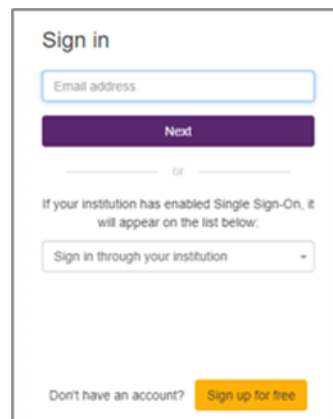 Sign in
Email address
Next
or
If your institution has enabled Single Sign-On, it
will appear on the list below:
Sign in through your institution
Don't have an account? Sign up for free